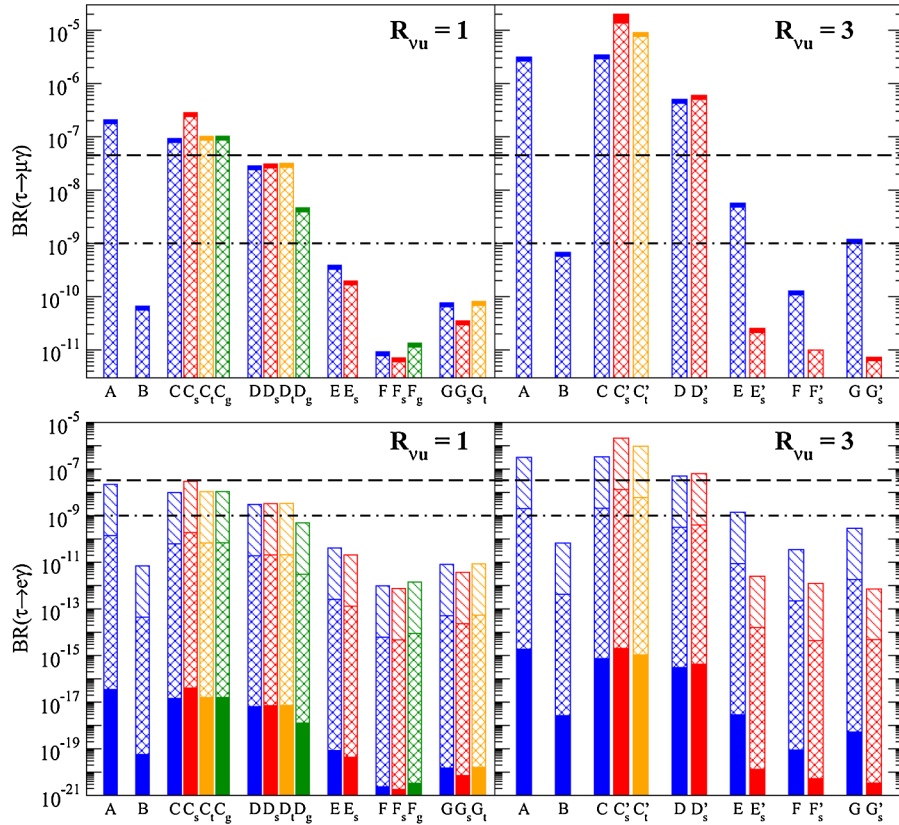 R_νu = 1
R_νu = 3
BR(τ→μγ)
10^-5
10^-6
10^-7
10^-8
10^-9
10^-10
10^-11
A B C C_s C_t C_g D D_s D_t D_g E E_s F F_s F_g G G_s G_t
A B C C'_s C'_t D D'_s E E'_s F F'_s G G'_s
R_νu = 1
R_νu = 3
BR(τ→eγ)
10^-5
10^-7
10^-9
10^-11
10^-13
10^-15
10^-17
10^-19
10^-21
A B C C_s C_t C_g D D_s D_t D_g E E_s F F_s F_g G G_s G_t
A B C C'_s C'_t D D'_s E E'_s F F'_s G G'_s